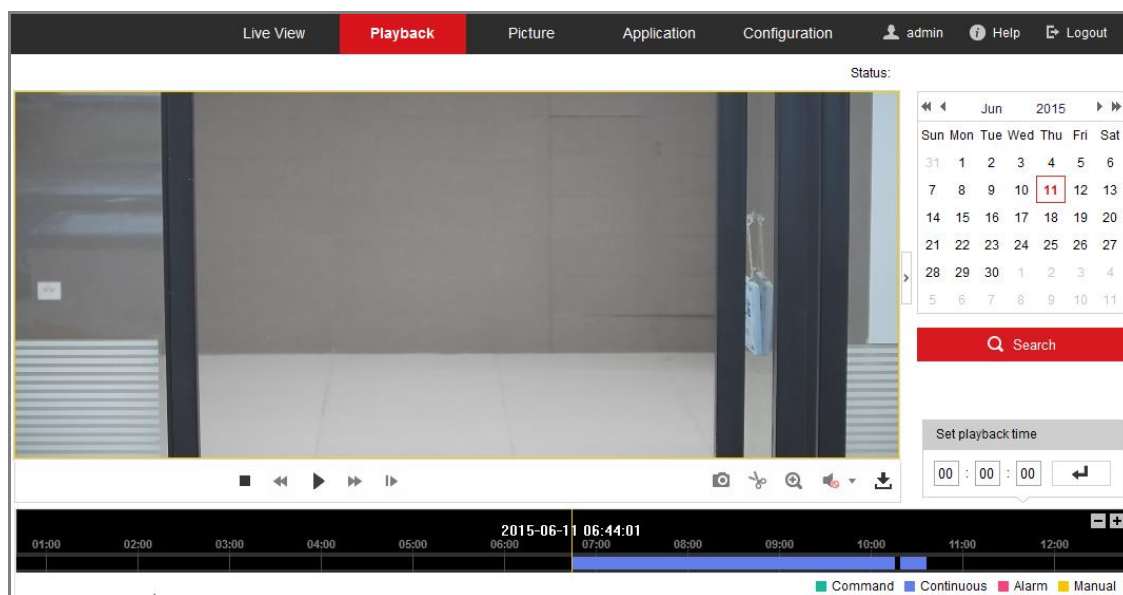 Live View Playback Picture Application Configuration admin Help Logout
Status:
Jun 2015
Sun Mon Tue Wed Thu Fri Sat
31 1 2 3 4 5 6
7 8 9 10 11 12 13
14 15 16 17 18 19 20
21 22 23 24 25 26 27
28 29 30 1 2 3 4
5 6 7 8 9 10 11
Search
Set playback time
00 : 00 : 00
2015-06-11 06:44:01
01:00 02:00 03:00 04:00 05:00 06:00 07:00 08:00 09:00 10:00 11:00 12:00
Command Continuous Alarm Manual